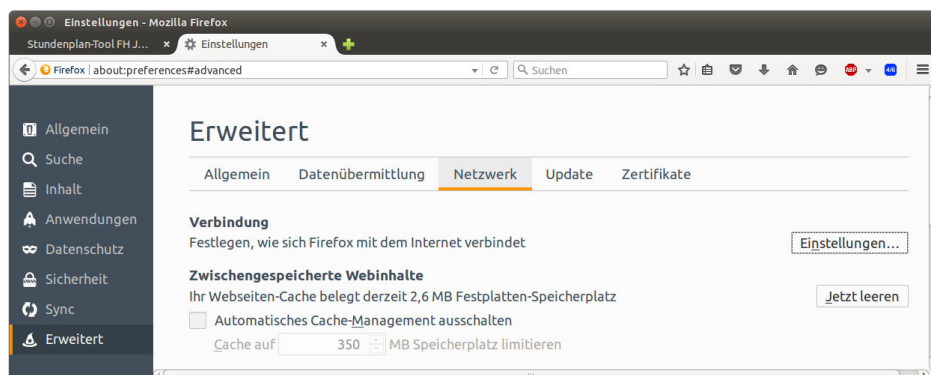 Einstellungen - Mozilla Firefox
Stundenplan-Tool FH J... × Einstellungen ×
Firefox about:preferences#advanced Suchen ABP 4/6
Erweitert
Allgemein
Suche
Inhalt
Anwendungen
Datenschutz
Sicherheit
Sync
Erweitert
Allgemein Datenübermittlung Netzwerk Update Zertifikate
Verbindung
Festlegen, wie sich Firefox mit dem Internet verbindet Einstellungen...
Zwischengespeicherte Webinhalte
Ihr Webseiten-Cache belegt derzeit 2,6 MB Festplatten-Speicherplatz Jetzt leeren
Automatisches Cache-Management ausschalten
Cache auf 350 MB Speicherplatz limitieren